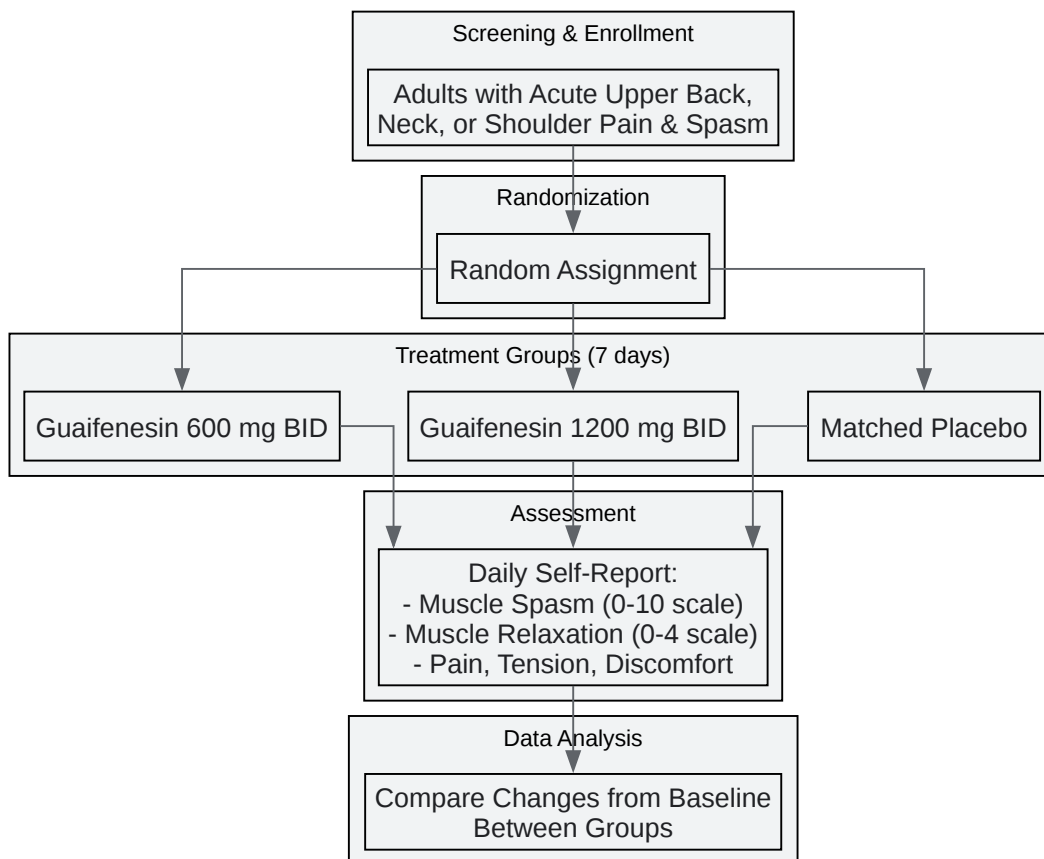 Screening & Enrollment
Adults with Acute Upper Back,
Neck, or Shoulder Pain & Spasm
Randomization
Random Assignment
Treatment Groups (7 days)
Guaifenesin 600 mg BID
Guaifenesin 1200 mg BID
Matched Placebo
Assessment
Daily Self-Report:
- Muscle Spasm (0-10 scale)
- Muscle Relaxation (0-4 scale)
- Pain, Tension, Discomfort
Data Analysis
Compare Changes from Baseline
Between Groups